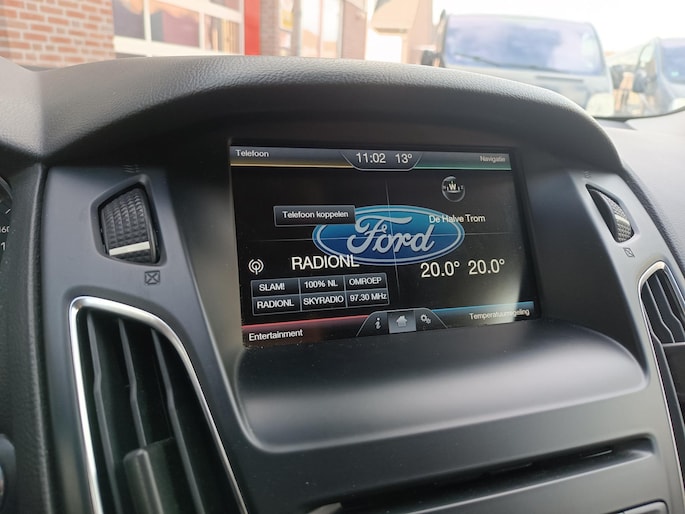 Telefoon 11:02 13° Navigatie
W
Telefoon koppelen
De Halve Trom
Ford
RADIONL
20.0° 20.0°
SLAM! 100% NL OMROEP
RADIONL SKYRADIO 97.30 MHz
Entertainment
i
Temperatuurregeling